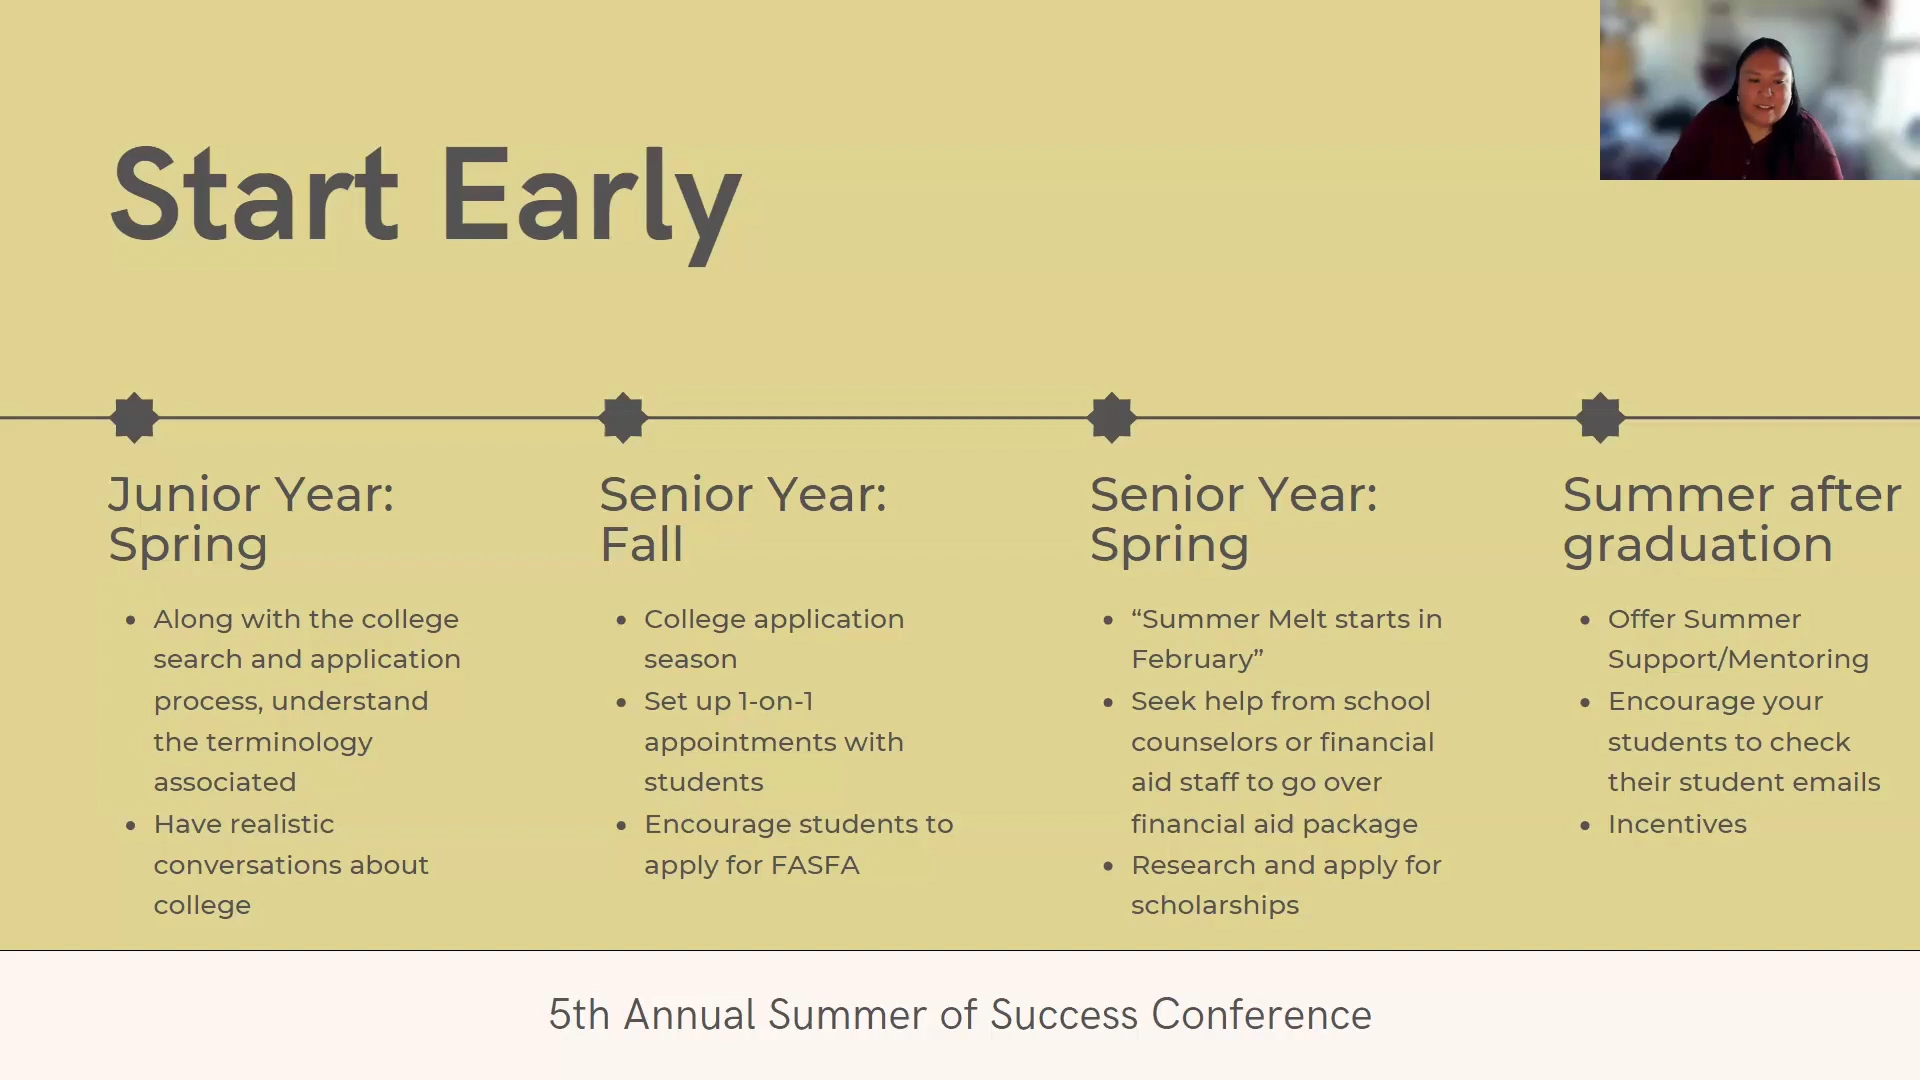 Start Early
Junior Year:
Spring
• Along with the college
search and application
process, understand
the terminology
associated
• Have realistic
conversations about
college
Senior Year:
Fall
• College application
season
• Set up 1-on-1
appointments with
students
• Encourage students to
apply for FASFA
Senior Year:
Spring
• “Summer Melt starts in
February”
• Seek help from school
counselors or financial
aid staff to go over
financial aid package
• Research and apply for
scholarships
Summer after
graduation
• Offer Summer
Support/Mentoring
• Encourage your
students to check
their student emails
• Incentives
5th Annual Summer of Success Conference